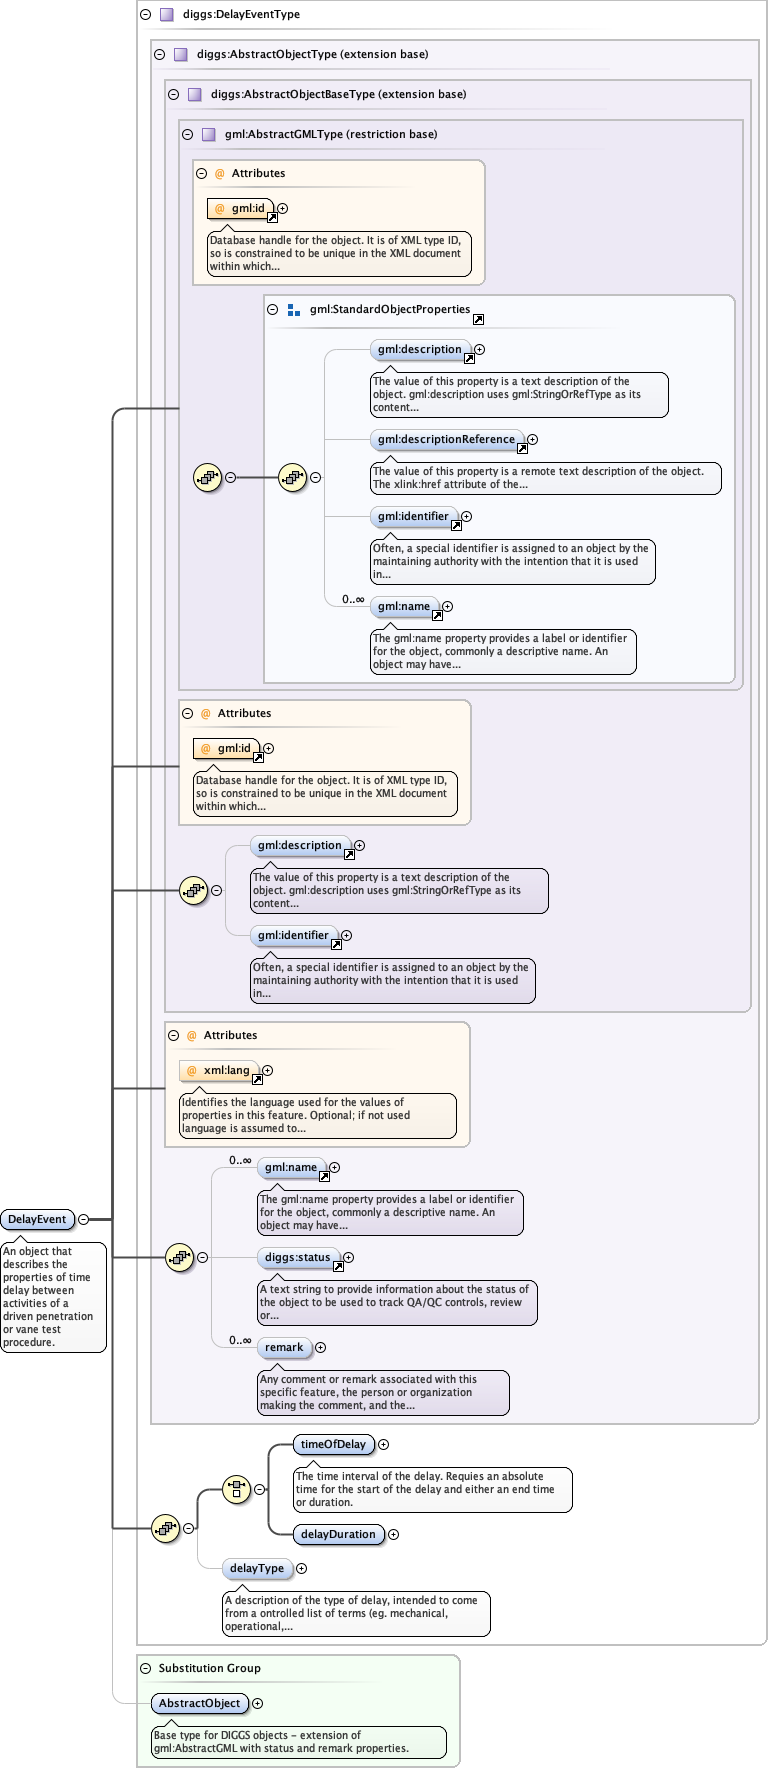 diggs:DelayEventType
diggs:AbstractObjectType (extension base)
diggs:AbstractObjectBaseType (extension base)
gml:AbstractGMLType (restriction base)
@ Attributes
@ gml:id
Database handle for the object. It is of XML type ID,
so is constrained to be unique in the XML document
within which...
gml:StandardObjectProperties
gml:description
The value of this property is a text description of the
object. gml:description uses gml:StringOrRefType as its
content...
gml:descriptionReference
The value of this property is a remote text description of the object.
The xlink:href attribute of the...
gml:identifier
Often, a special identifier is assigned to an object by the
maintaining authority with the intention that it is used
in...
0..∞
gml:name
The gml:name property provides a label or identifier
for the object, commonly a descriptive name. An
object may have...
@ Attributes
@ gml:id
Database handle for the object. It is of XML type ID,
so is constrained to be unique in the XML document
within which...
gml:description
The value of this property is a text description of the
object. gml:description uses gml:StringOrRefType as its
content...
gml:identifier
Often, a special identifier is assigned to an object by the
maintaining authority with the intention that it is used
in...
@ Attributes
@ xml:lang
Identifies the language used for the values of
properties in this feature. Optional; if not used
language is assumed to...
0..∞
gml:name
The gml:name property provides a label or identifier
for the object, commonly a descriptive name. An
object may have...
DelayEvent
An object that
describes the
properties of time
delay between
activities of a
driven penetration
or vane test
procedure.
diggs:status
A text string to provide information about the status of
the object to be used to track QA/QC controls, review
or...
0..∞
remark
Any comment or remark associated with this
specific feature, the person or organization
making the comment, and the...
timeOfDelay
The time interval of the delay. Requies an absolute
time for the start of the delay and either an end time
or duration.
delayDuration
delayType
A description of the type of delay, intended to come
from a ontrolled list of terms (eg. mechanical,
operational,...
Substitution Group
AbstractObject
Base type for DIGGS objects - extension of
gml:AbstractGML with status and remark properties.